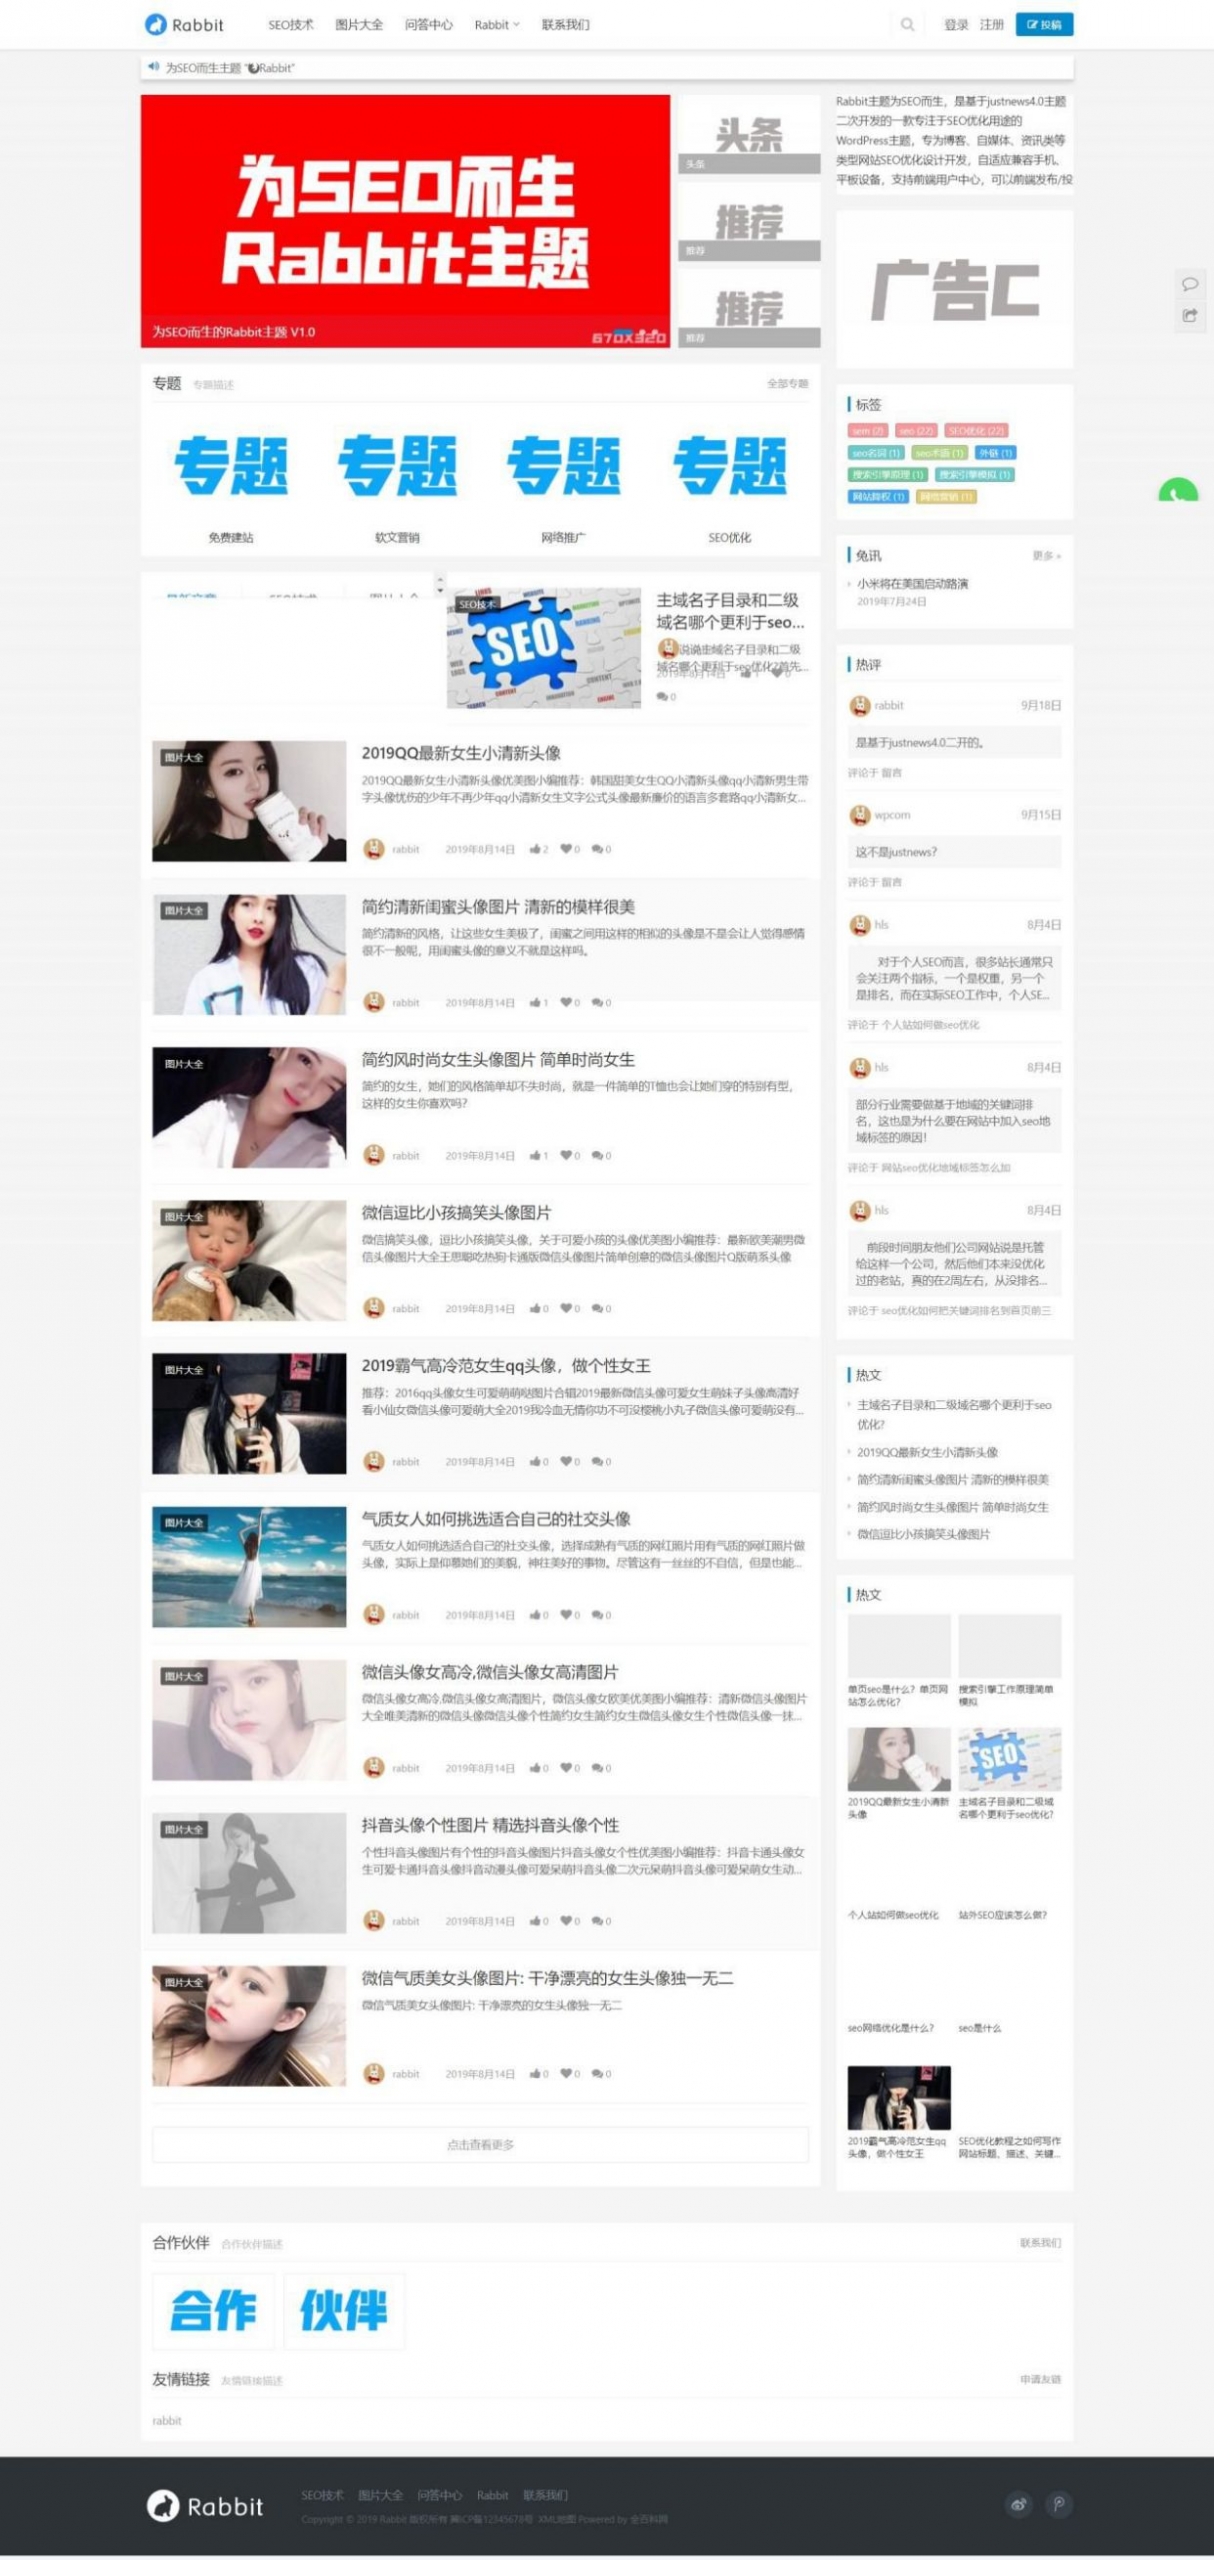 Rabbit
SEO技术 图片大全 问答中心 Rabbit 联系我们
登录 注册 投稿
为SEO而生主题 "Rabbit"
为SEO而生
Rabbit主题
为SEO而生的Rabbit主题 V1.0
670X320
头条
头条
推荐
推荐
推荐
推荐
Rabbit主题为SEO而生，是基于justnews4.0主题
二次开发的一款专注于SEO优化用途的
WordPress主题，专为博客、自媒体、资讯类等
类型网站SEO优化设计开发，自适应兼容手机、
平板设备，支持前端用户中心，可以前端发布/投
广告C
专题 专题描述 全部专题
专题 专题 专题 专题
免费建站 软文营销 网络推广 SEO优化
标签
sem (2) seo (22) SEO优化 (22)
seo名词 (1) seo术语 (1) 外链 (1)
搜索引擎原理 (1) 搜索引擎模拟 (1)
网站降权 (1) 网络营销 (1)
兔讯 更多 »
小米将在美国启动路演
2019年7月24日
SEO技术
SEO
主域名子目录和二级
域名哪个更利于seo...
说说主域名子目录和二级
域名哪个更利于seo优化?首先...
2019年8月14日 1 0
0
图片大全
2019QQ最新女生小清新头像
2019QQ最新女生小清新头像优美图小编推荐：韩国甜美女生QQ小清新头像qq小清新男生带
字头像忧伤的少年不再少年qq小清新女生文字公式头像最新廉价的语言多套路qq小清新女...
rabbit 2019年8月14日 2 0 0
图片大全
简约清新闺蜜头像图片 清新的模样很美
简约清新的风格，让这些女生美极了，闺蜜之间用这样的相似的头像是不是会让人觉得感情
很不一般呢，用闺蜜头像的意义不就是这样吗。
rabbit 2019年8月14日 1 0 0
图片大全
简约风时尚女生头像图片 简单时尚女生
简约的女生，她们的风格简单却不失时尚，就是一件简单的T恤也会让她们穿的特别有型，
这样的女生你喜欢吗?
rabbit 2019年8月14日 1 0 0
图片大全
微信逗比小孩搞笑头像图片
微信搞笑头像，逗比小孩搞笑头像，关于可爱小孩的头像优美图小编推荐：最新欧美潮男微
信头像图片大全王思聪吃热狗卡通版微信头像图片简单创意的微信头像图片Q版萌系头像
rabbit 2019年8月14日 0 0 0
图片大全
2019霸气高冷范女生qq头像，做个性女王
推荐：2016qq头像女生可爱萌萌哒图片合辑2019最新微信头像可爱女生萌妹子头像高清好
看小仙女微信头像可爱萌大全2019我冷血无情你功不可没樱桃小丸子微信头像可爱萌没有...
rabbit 2019年8月14日 0 0 0
图片大全
气质女人如何挑选适合自己的社交头像
气质女人如何挑选适合自己的社交头像，选择成熟有气质的网红照片用有气质的网红照片做
头像，实际上是仰慕她们的美貌，神往美好的事物。尽管这有一丝丝的不自信，但是也能...
rabbit 2019年8月14日 0 0 0
图片大全
微信头像女高冷,微信头像女高清图片
微信头像女高冷,微信头像女高清图片，微信头像女欧美优美图小编推荐：清新微信头像图片
大全唯美清新的微信头像微信头像个性简约女生简约女生微信头像女生个性微信头像一抹...
rabbit 2019年8月14日 0 0 0
图片大全
抖音头像个性图片 精选抖音头像个性
个性抖音头像图片有个性的抖音头像图片抖音头像女个性优美图小编推荐：抖音卡通头像女
生可爱卡通抖音头像抖音动漫头像可爱呆萌抖音头像二次元呆萌抖音头像可爱呆萌女生动...
rabbit 2019年8月14日 0 0 0
图片大全
微信气质美女头像图片: 干净漂亮的女生头像独一无二
微信气质美女头像图片: 干净漂亮的女生头像独一无二
rabbit 2019年8月14日 0 0 0
点击查看更多
热评
rabbit 9月18日
是基于justnews4.0二开的。
评论于 留言
wpcom 9月15日
这不是justnews?
评论于 留言
hls 8月4日
对于个人SEO而言，很多站长通常只
会关注两个指标，一个是权重，另一个
是排名，而在实际SEO工作中，个人SE...
评论于 个人站如何做seo优化
hls 8月4日
部分行业需要做基于地域的关键词排
名，这也是为什么要在网站中加入seo地
域标签的原因!
评论于 网站seo优化地域标签怎么加
hls 8月4日
前段时间朋友他们公司网站说是托管
给这样一个公司，然后他们本来没优化
过的老站，真的在2周左右，从没排名...
评论于 seo优化如何把关键词排名到首页前三
热文
主域名子目录和二级域名哪个更利于seo
优化?
2019QQ最新女生小清新头像
简约清新闺蜜头像图片 清新的模样很美
简约风时尚女生头像图片 简单时尚女生
微信逗比小孩搞笑头像图片
热文
单页seo是什么? 单页网
站怎么优化?
搜索引擎工作原理简单
模拟
SEO
2019QQ最新女生小清新
头像
主域名子目录和二级域
名哪个更利于seo优化?
个人站如何做seo优化 站外SEO应该怎么做?
seo网络优化是什么? seo是什么
2019霸气高冷范女生qq
头像，做个性女王
SEO优化教程之如何写作
网站标题、描述、关键...
合作伙伴 合作伙伴描述 联系我们
合作 伙伴
友情链接 友情链接描述 申请友链
rabbit
Rabbit
SEO技术 图片大全 问答中心 Rabbit 联系我们
Copyright © 2019 Rabbit 版权所有 冀ICP备12345678号 XML地图 Powered by 全百科网